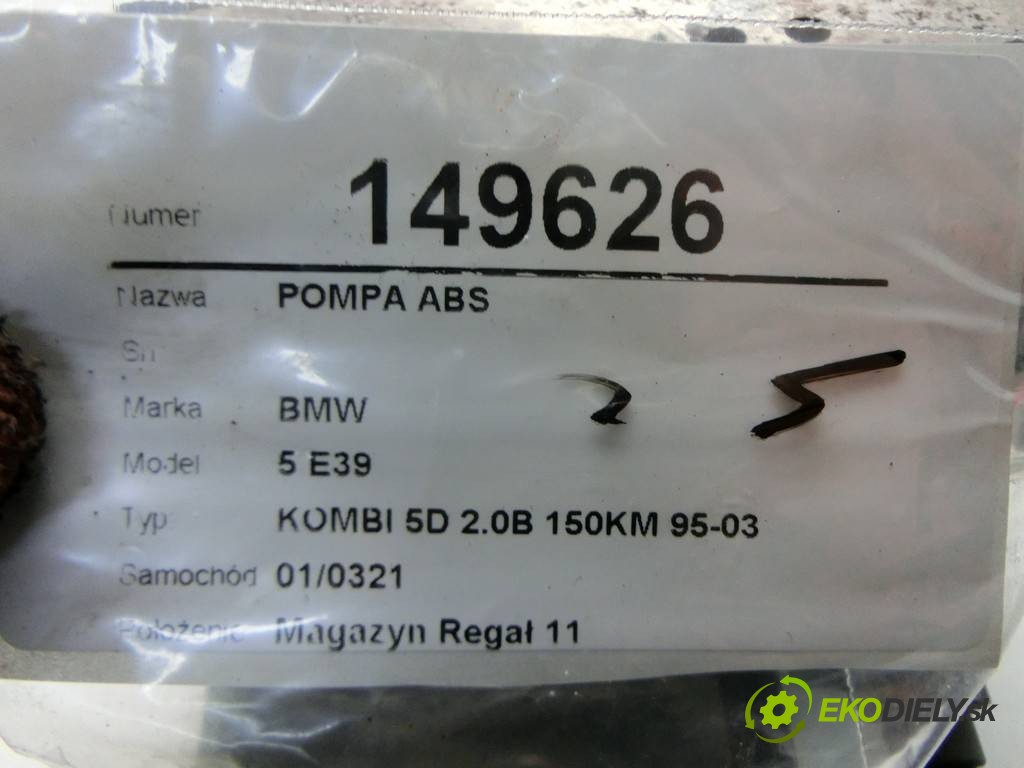 Numer 149626
Nazwa POMPA ABS
Sn
Marka BMW
Model 5 E39
Typ KOMBI 5D 2.0B 150KM 95-03
Samochód 01/0321
Położenie Magazyn Regał 11
EKODIELY.sk